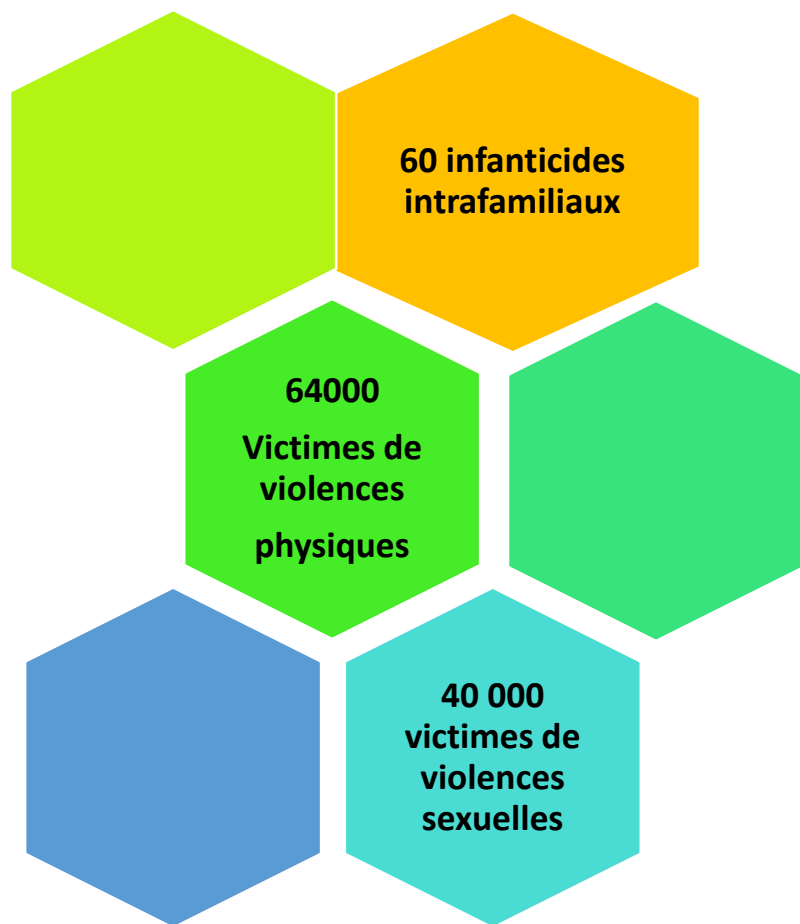 60 infanticides
intrafamiliaux
64000
Victimes de
violences
physiques
40 000
victimes de
violences
sexuelles